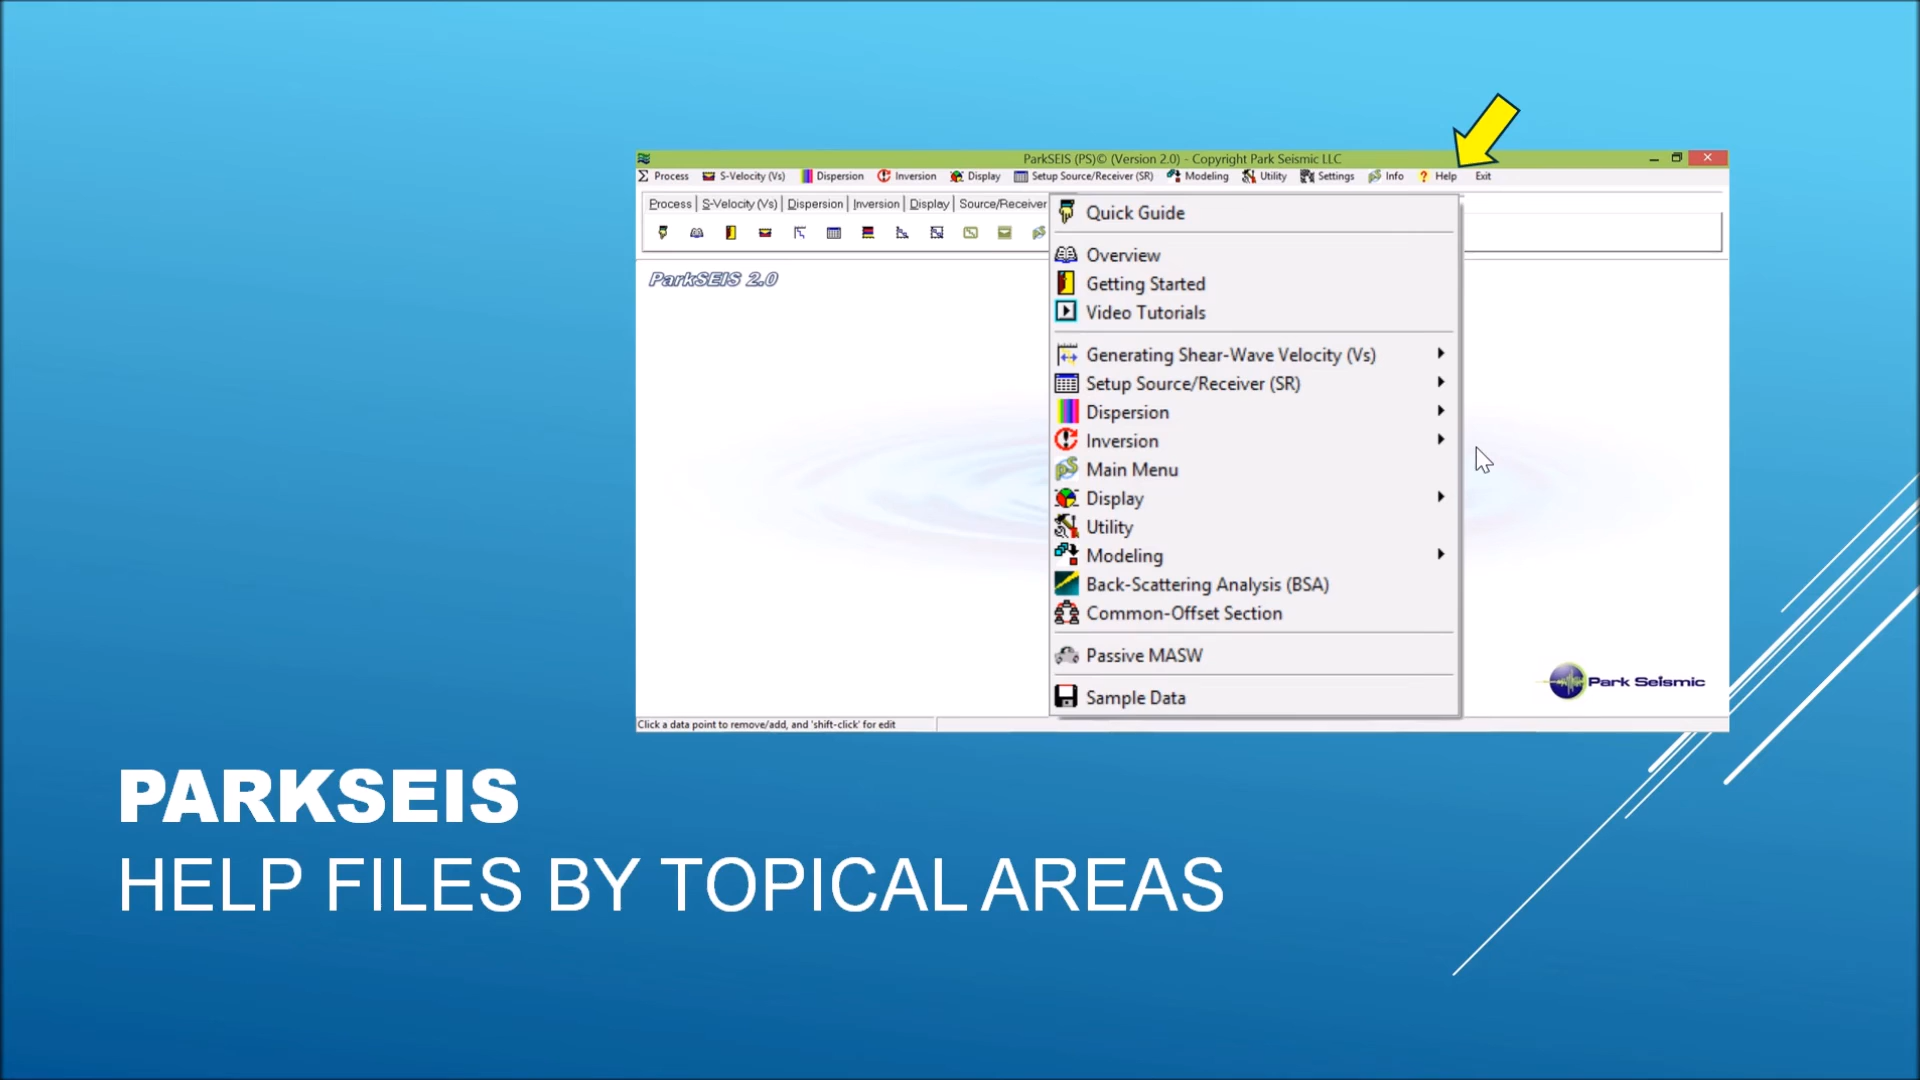 ParkSEIS (PS)© (Version 2.0) - Copyright Park Seismic LLC
Process S-Velocity (Vs) Dispersion Inversion Display Setup Source/Receiver (SR) Modeling Utility Settings Info Help Exit
Process S-Velocity (Vs) Dispersion Inversion Display Source/Receiver
ParkSEIS 2.0
Quick Guide
Overview
Getting Started
Video Tutorials
Generating Shear-Wave Velocity (Vs)
Setup Source/Receiver (SR)
Dispersion
Inversion
Main Menu
Display
Utility
Modeling
Back-Scattering Analysis (BSA)
Common-Offset Section
Passive MASW
Sample Data
Park Seismic
Click a data point to remove/add, and 'shift-click' for edit
PARKSEIS
HELP FILES BY TOPICAL AREAS